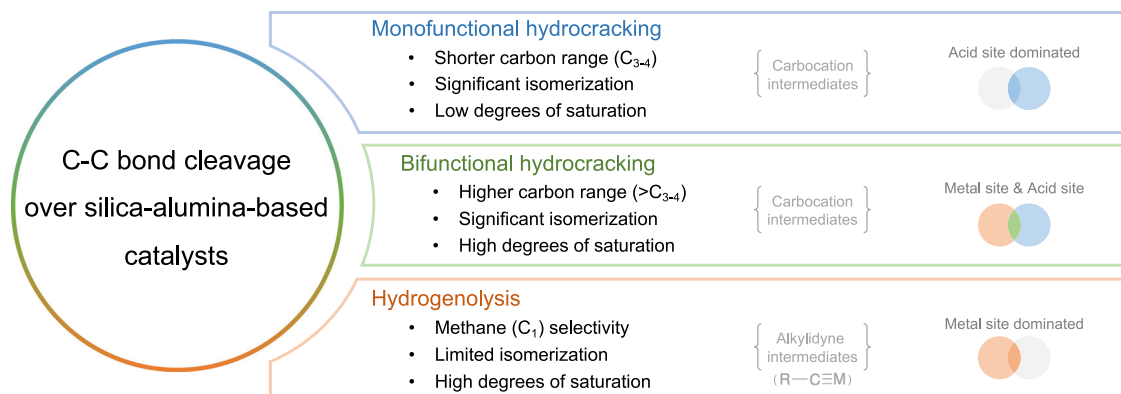 C-C bond cleavage
over silica-alumina-based
catalysts
Monofunctional hydrocracking
• Shorter carbon range (C₃₋₄)
• Significant isomerization
• Low degrees of saturation
Carbocation
intermediates
Acid site dominated
Bifunctional hydrocracking
• Higher carbon range (>C₃₋₄)
• Significant isomerization
• High degrees of saturation
Carbocation
intermediates
Metal site & Acid site
Hydrogenolysis
• Methane (C₁) selectivity
• Limited isomerization
• High degrees of saturation
Alkylidyne
intermediates
(R—C≡M)
Metal site dominated